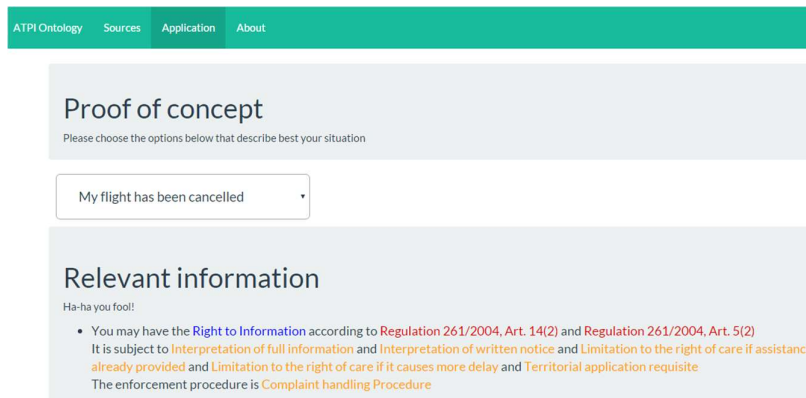 ATPI Ontology Sources Application About
Proof of concept
Please choose the options below that describe best your situation
My flight has been cancelled
Relevant information
Ha-ha you fool!
• You may have the Right to Information according to Regulation 261/2004, Art. 14(2) and Regulation 261/2004, Art. 5(2)
It is subject to Interpretation of full information and Interpretation of written notice and Limitation to the right of care if assistanc
already provided and Limitation to the right of care if it causes more delay and Territorial application requisite
The enforcement procedure is Complaint handling Procedure